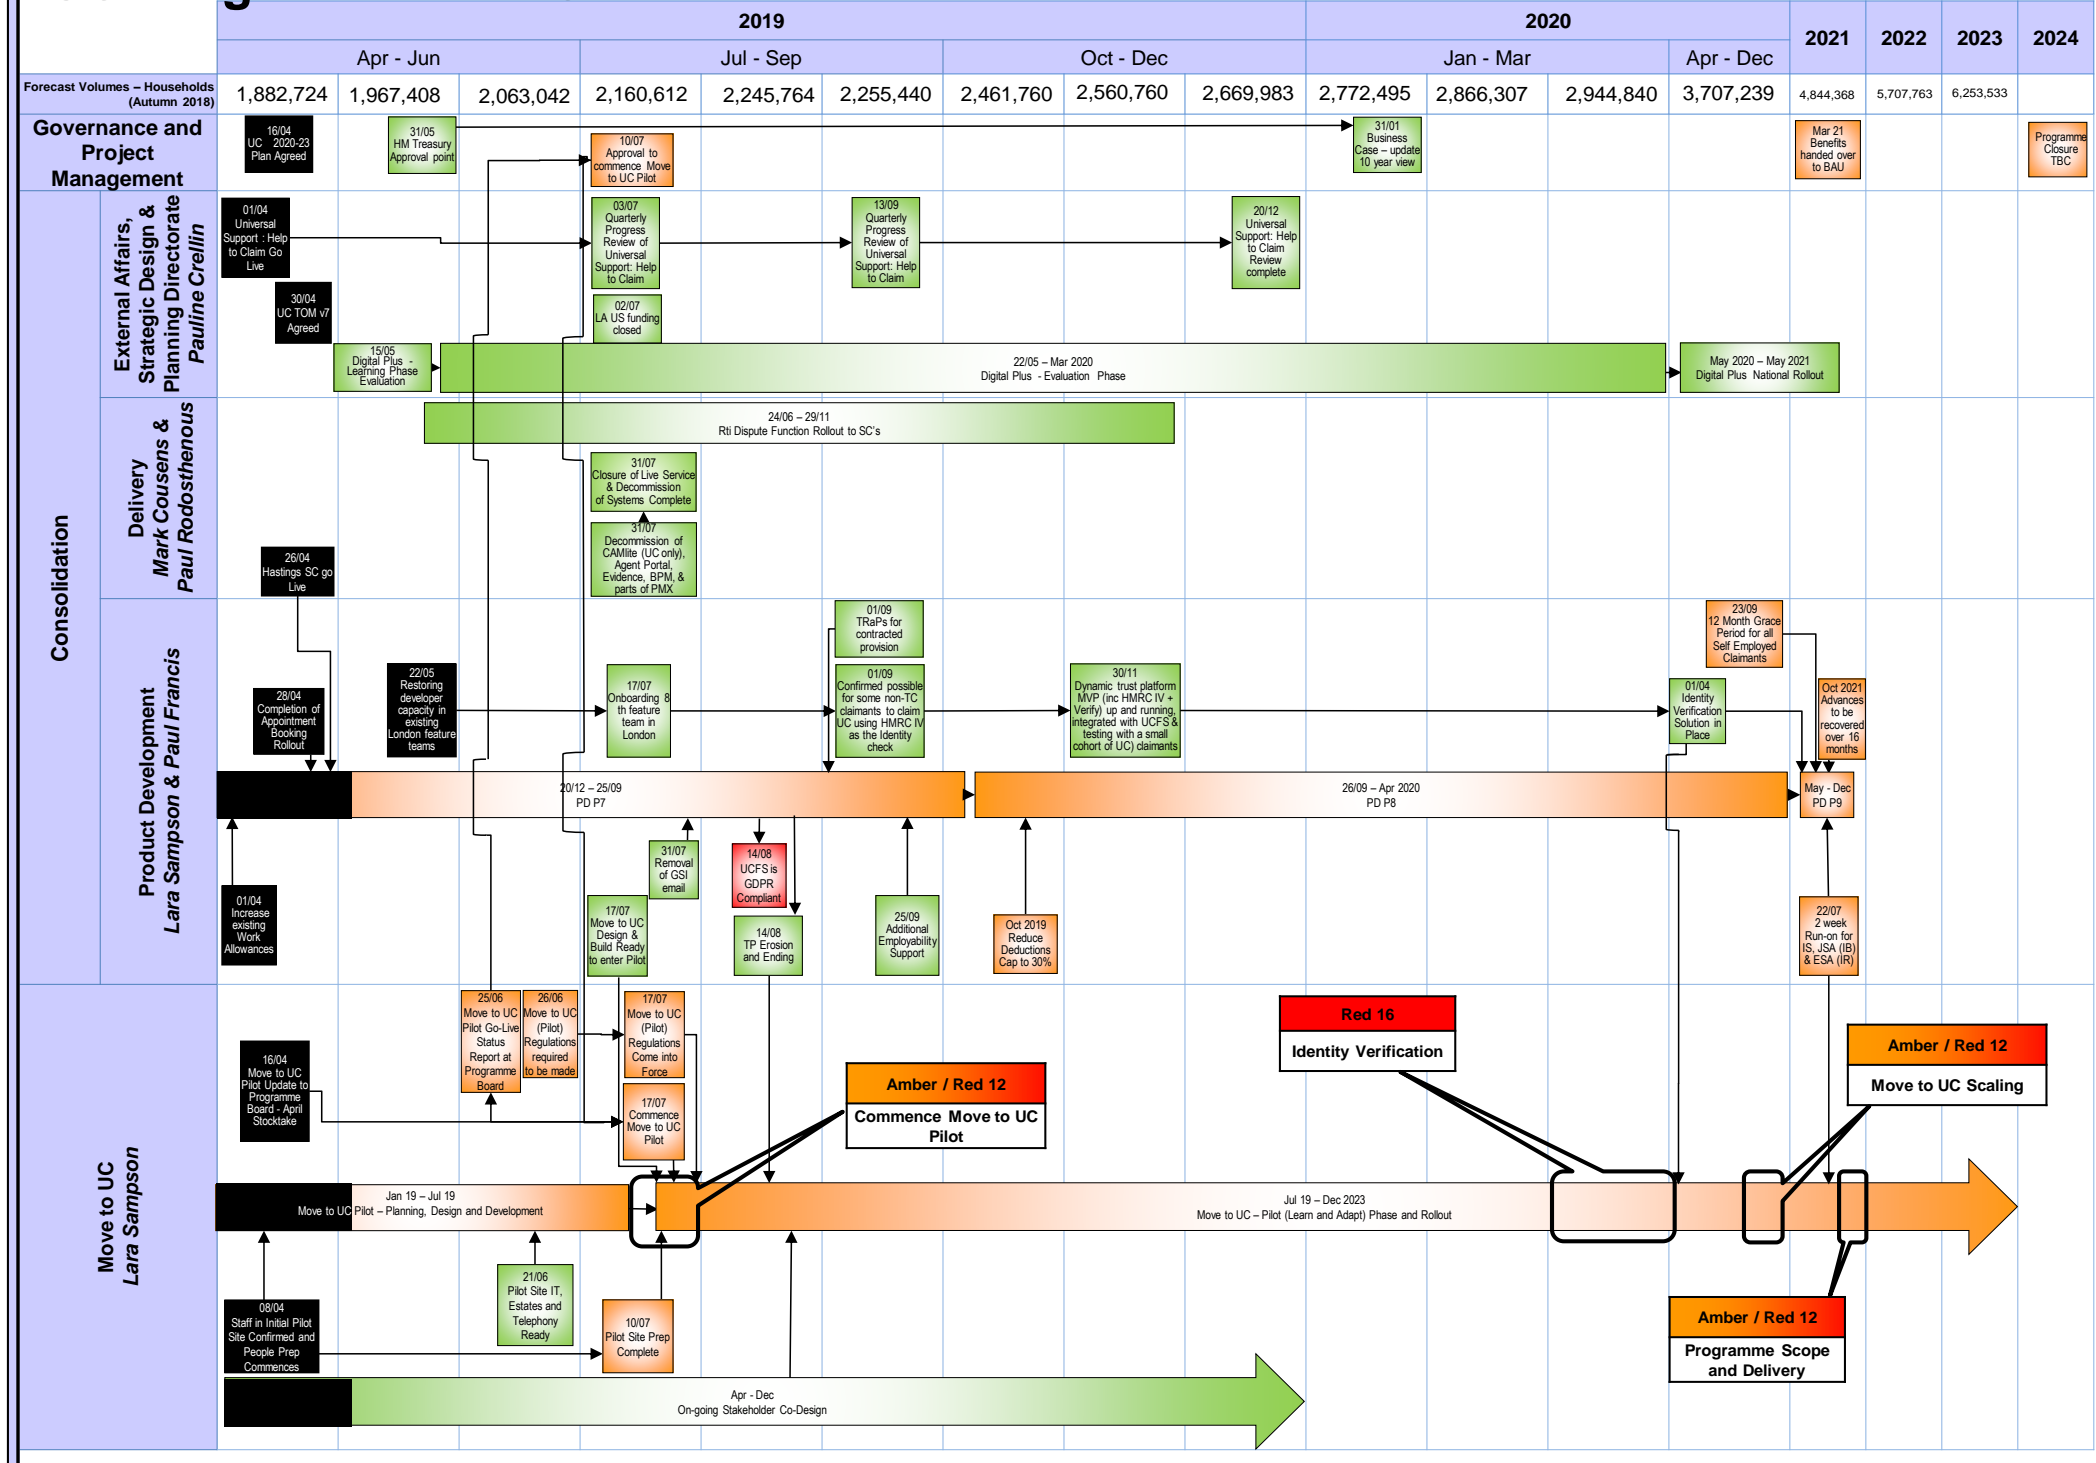 2019
2020
2021
2022
2023
2024
Apr - Jun
Jul - Sep
Oct - Dec
Jan - Mar
Apr - Dec
Forecast Volumes – Households
(Autumn 2018)
1,882,724
1,967,408
2,063,042
2,160,612
2,245,764
2,255,440
2,461,760
2,560,760
2,669,983
2,772,495
2,866,307
2,944,840
3,707,239
4,844,368
5,707,763
6,253,533
Governance and
Project
Management
16/04
UC 2020-23
Plan Agreed
31/05
HM Treasury
Approval point
10/07
Approval to
commence Move
to UC Pilot
31/01
Business
Case – update
10 year view
Mar 21
Benefits
handed over
to BAU
Programme
Closure
TBC
Consolidation
External Affairs,
Strategic Design &
Planning Directorate
Pauline Crellin
01/04
Universal
Support : Help
to Claim Go
Live
30/04
UC TOM v7
Agreed
03/07
Quarterly
Progress
Review of
Universal
Support: Help
to Claim
02/07
LA US funding
closed
13/09
Quarterly
Progress
Review of
Universal
Support: Help
to Claim
20/12
Universal
Support: Help
to Claim
Review
complete
15/05
Digital Plus -
Learning Phase
Evaluation
22/05 – Mar 2020
Digital Plus - Evaluation Phase
May 2020 – May 2021
Digital Plus National Rollout
Delivery
Mark Cousens &
Paul Rodosthenous
24/06 – 29/11
Rti Dispute Function Rollout to SC's
31/07
Closure of Live Service
& Decommission
of Systems Complete
31/07
Decommission of
CAMlite (UC only),
Agent Portal,
Evidence, BPM, &
parts of PMX
26/04
Hastings SC go
Live
Product Development
Lara Sampson & Paul Francis
28/04
Completion of
Appointment
Booking
Rollout
22/05
Restoring
developer
capacity in
existing
London feature
teams
17/07
Onboarding 8
th feature
team in
London
01/09
TRaPs for
contracted
provision
01/09
Confirmed possible
for some non-TC
claimants to claim
UC using HMRC IV
as the Identity
check
30/11
Dynamic trust platform
MVP (inc HMRC IV +
Verify) up and running,
integrated with UCFS &
testing with a small
cohort of UC) claimants
23/09
12 Month Grace
Period for all
Self Employed
Claimants
01/04
Identity
Verification
Solution in
Place
Oct 2021
Advances
to be
recovered
over 16
months
20/12 – 25/09
PD P7
26/09 – Apr 2020
PD P8
May - Dec
PD P9
01/04
Increase
existing
Work
Allowances
31/07
Removal
of GSI
email
17/07
Move to UC
Design &
Build Ready
to enter Pilot
14/08
UCFS is
GDPR
Compliant
14/08
TP Erosion
and Ending
25/09
Additional
Employability
Support
Oct 2019
Reduce
Deductions
Cap to 30%
22/07
2 week
Run-on for
IS, JSA (IB)
& ESA (IR)
Move to UC
Lara Sampson
16/04
Move to UC
Pilot Update to
Programme
Board - April
Stocktake
25/06
Move to UC
Pilot Go-Live
Status
Report at
Programme
Board
26/06
Move to UC
(Pilot)
Regulations
required
to be made
17/07
Move to UC
(Pilot)
Regulations
Come into
Force
17/07
Commence
Move to UC
Pilot
Amber / Red 12
Commence Move to UC
Pilot
Red 16
Identity Verification
Amber / Red 12
Move to UC Scaling
Jan 19 – Jul 19
Move to UC Pilot – Planning, Design and Development
Jul 19 – Dec 2023
Move to UC – Pilot (Learn and Adapt) Phase and Rollout
08/04
Staff in Initial Pilot
Site Confirmed and
People Prep
Commences
21/06
Pilot Site IT,
Estates and
Telephony
Ready
10/07
Pilot Site Prep
Complete
Amber / Red 12
Programme Scope
and Delivery
Apr - Dec
On-going Stakeholder Co-Design